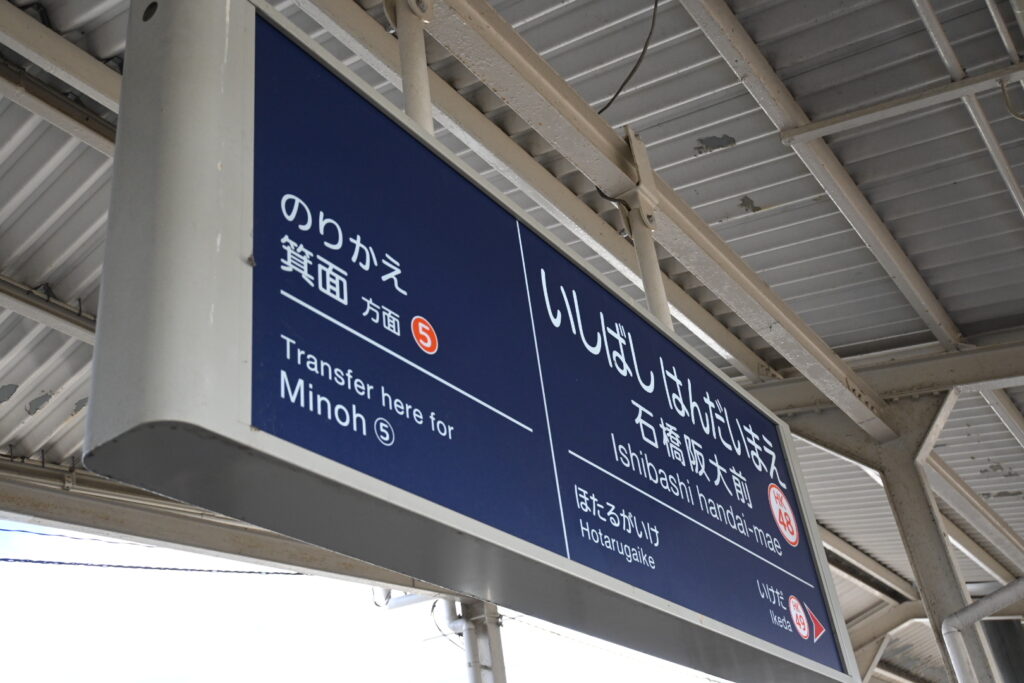 のりかえ
箕面 方面 5
Transfer here for
Minoh ⑤
いしばし はんだいまえ
石橋阪大前
Ishibashi handai-mae
HK
48
ほたるがいけ
Hotarugaike
いけだ
Ikeda
HK
49